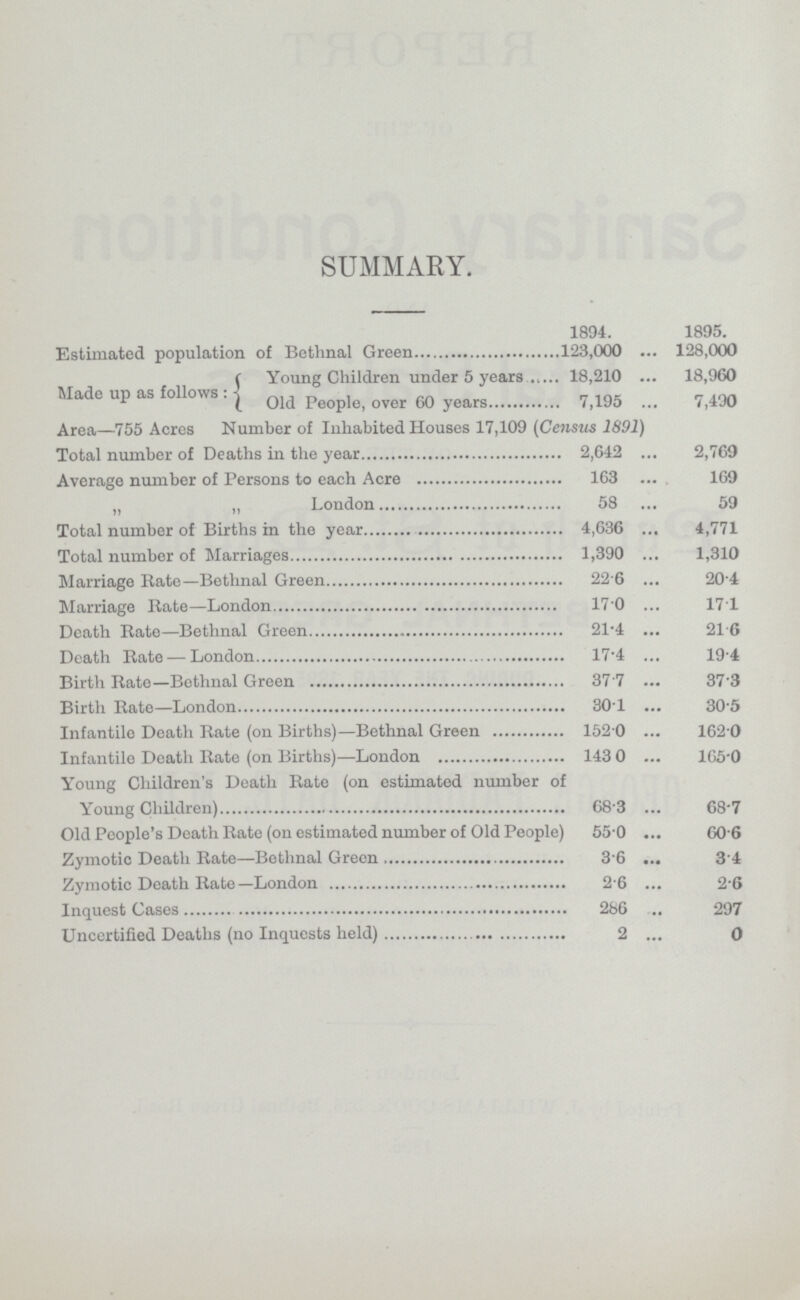 SUMMARY.
1894. 1895.
Estimated population of Bethnal Green........................123,000 ... 128,000
Made up as follows : { Young Children under 5 years ..... 18,210 ... 18,960
Old People, over 60 years............ 7,195 ... 7,490
Area—755 Acres Number of Inhabited Houses 17,109 (Census 1891)
Total number of Deaths in the year.................................. 2,642 ... 2,769
Average number of Persons to each Acre ......................... 163 ... 169
„ „ London ............................... 58 ... 59
Total number of Births in the year.................................. 4,636 ... 4,771
Total number of Marriages.............................................. 1,390 ... 1,310
Marriage Rate—Bethnal Green........................................ 22·6 ... 20·4
Marriage Rate—London................................................ 17·0 ... 17·1
Death Rate—Bethnal Green........................................... 21·4 ... 21·6
Death Rate — London.................................................... 17·4 ... 19·4
Birth Rate—Bethnal Green ........................................... 37·7 ... 37·3
Birth Rate—London....................................................... 30·1 ... 30·5
Infantile Death Rate (on Births)—Bethnal Green ............ 152·0 ... 162·0
Infantile Death Rate (on Births)—London ..................... 143 0 ... 165·0
Young Children's Death Rate (on estimated number of
Young Children)........................................................... 68·3 ... 68·7
Old People's Death Rate (on estimated number of Old People) 55·0 ... 60·6
Zymotic Death Rate—Bethnal Green ............................... 3·6 ... 3·4
Zymotic Death Rate—London ........................................ 2·6 ... 2·6
Inquest Cases ................................................................ 286 .. 297
Uncertified Deaths (no Inquests held) ............................... 2 ... 0